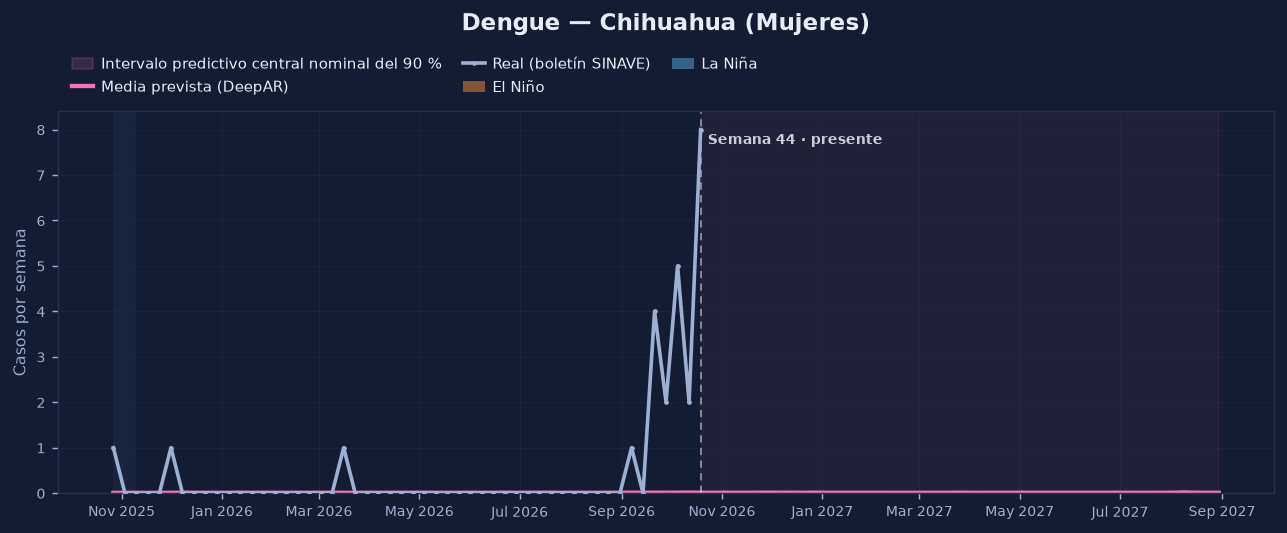 Dengue — Chihuahua (Mujeres)
Intervalo predictivo central nominal del 90 %
Real (boletín SINAVE)
La Niña
Media prevista (DeepAR)
El Niño
Casos por semana
8
7
6
5
4
3
2
1
0
Semana 44 · presente
Nov 2025
Jan 2026
Mar 2026
May 2026
Jul 2026
Sep 2026
Nov 2026
Jan 2027
Mar 2027
May 2027
Jul 2027
Sep 2027